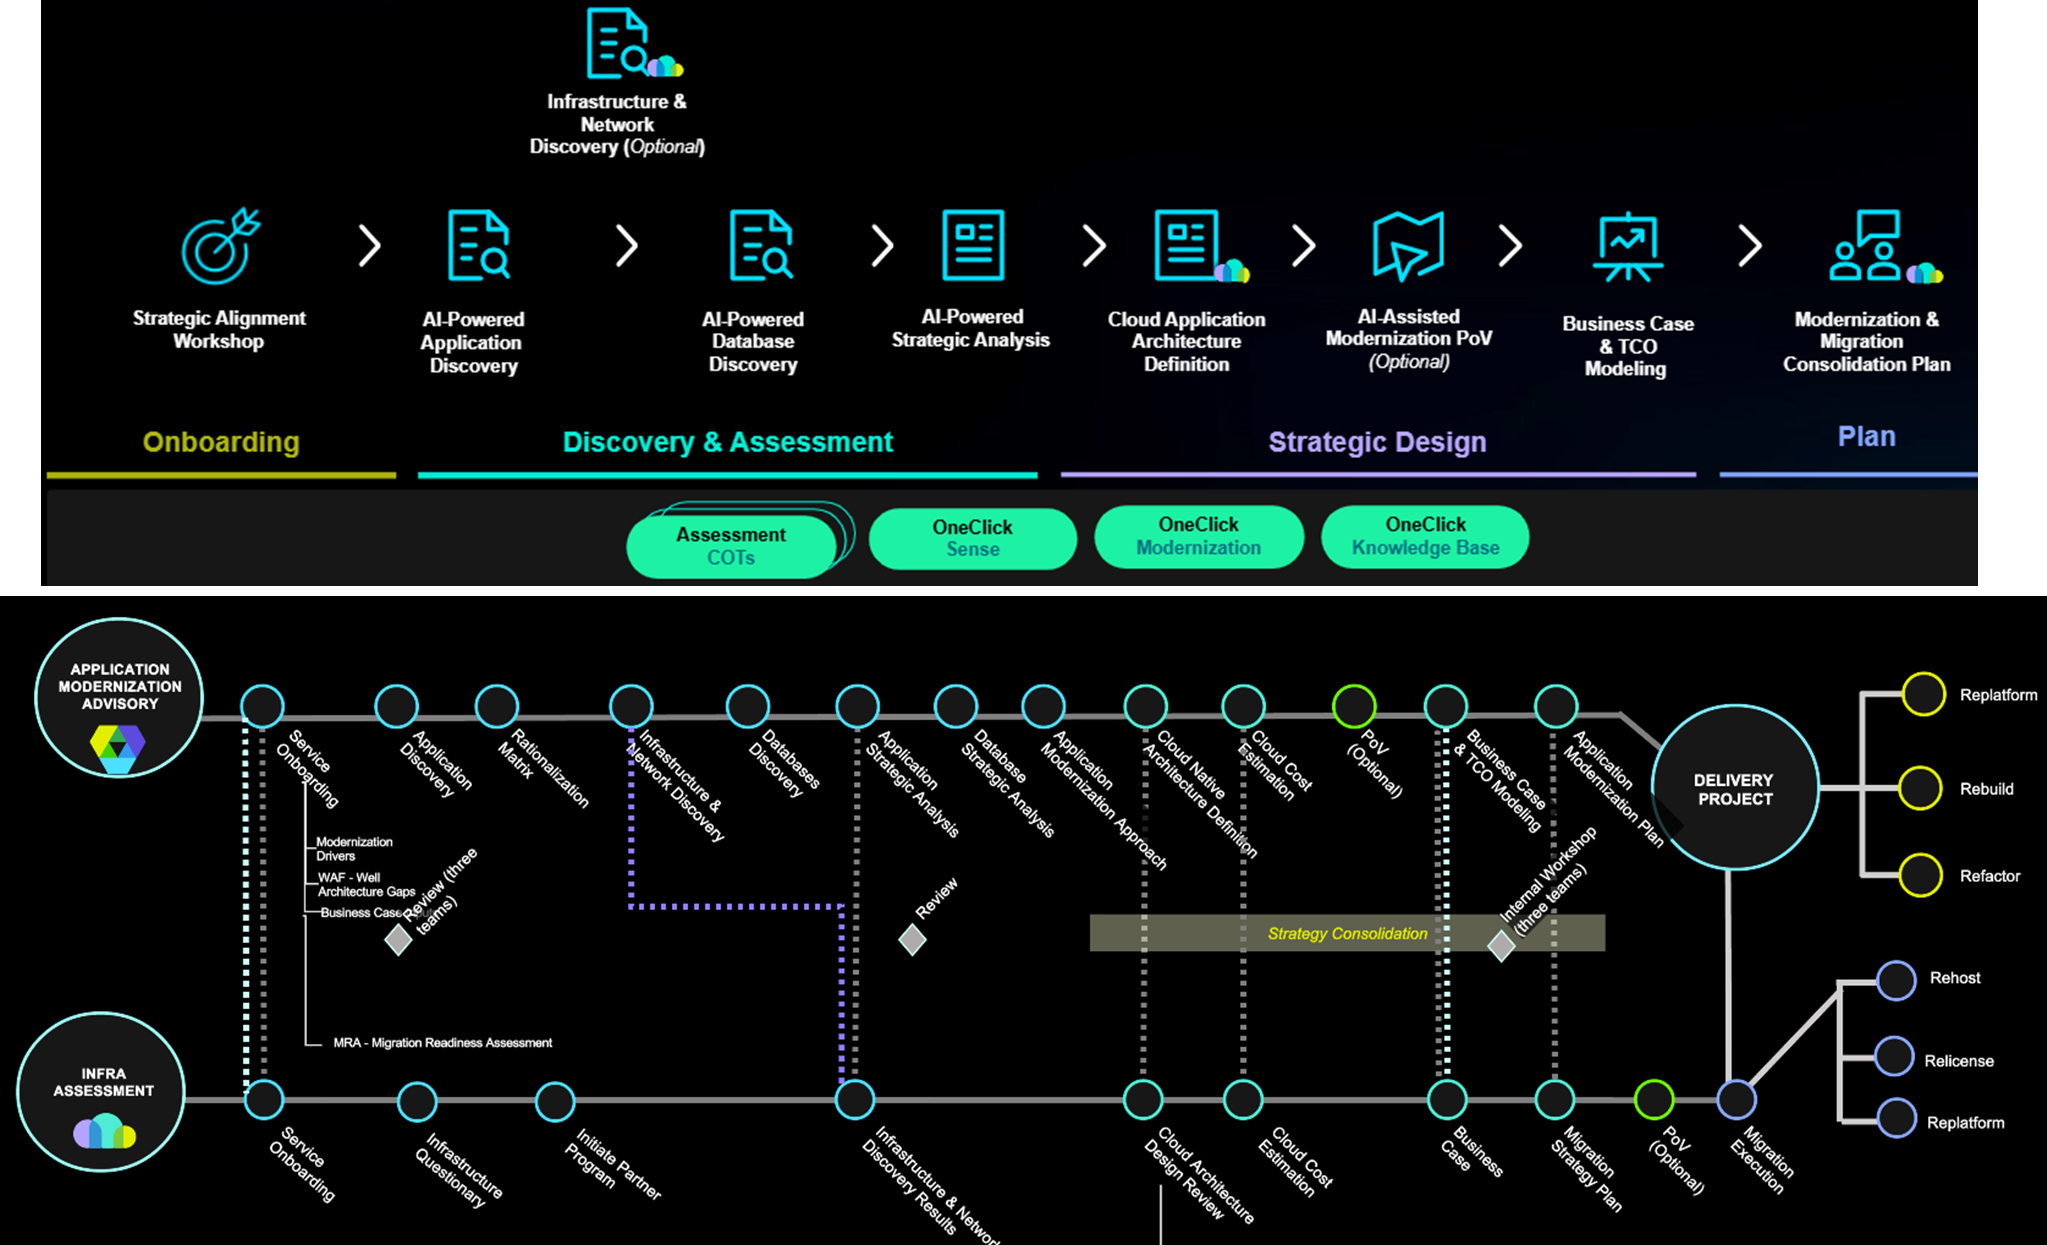 Infrastructure &
Network
Discovery (Optional)
Strategic Alignment
Workshop
AI-Powered
Application
Discovery
AI-Powered
Database
Discovery
AI-Powered
Strategic Analysis
Cloud Application
Architecture
Definition
AI-Assisted
Modernization PoV
(Optional)
Business Case
& TCO
Modeling
Modernization &
Migration
Consolidation Plan
Onboarding
Discovery & Assessment
Strategic Design
Plan
Assessment
COTs
OneClick
Sense
OneClick
Modernization
OneClick
Knowledge Base
APPLICATION
MODERNIZATION
ADVISORY
Service
Onboarding
Application
Discovery
Rationalization
Matrix
Infrastructure &
Network Discovery
Databases
Discovery
Application
Strategic Analysis
Database
Strategic Analysis
Application
Modernization Approach
Cloud Native
Architecture Definition
Cloud Cost
Estimation
PoV
(Optional)
Business Case
& TCO Modeling
Application
Modernization Plan
DELIVERY
PROJECT
Replatform
Rebuild
Refactor
Modernization
Drivers
WAF - Well
Architecture Gaps
Business Case
Review (three
teams)
Review
Strategy Consolidation
Internal Workshop
(three teams)
MRA - Migration Readiness Assessment
INFRA
ASSESSMENT
Service
Onboarding
Infrastructure
Questionary
Initiate Partner
Program
Infrastructure & Network
Discovery Results
Cloud Architecture
Design Review
Cloud Cost
Estimation
Business
Case
Migration
Strategy Plan
PoV
(Optional)
Migration
Execution
Rehost
Relicense
Replatform